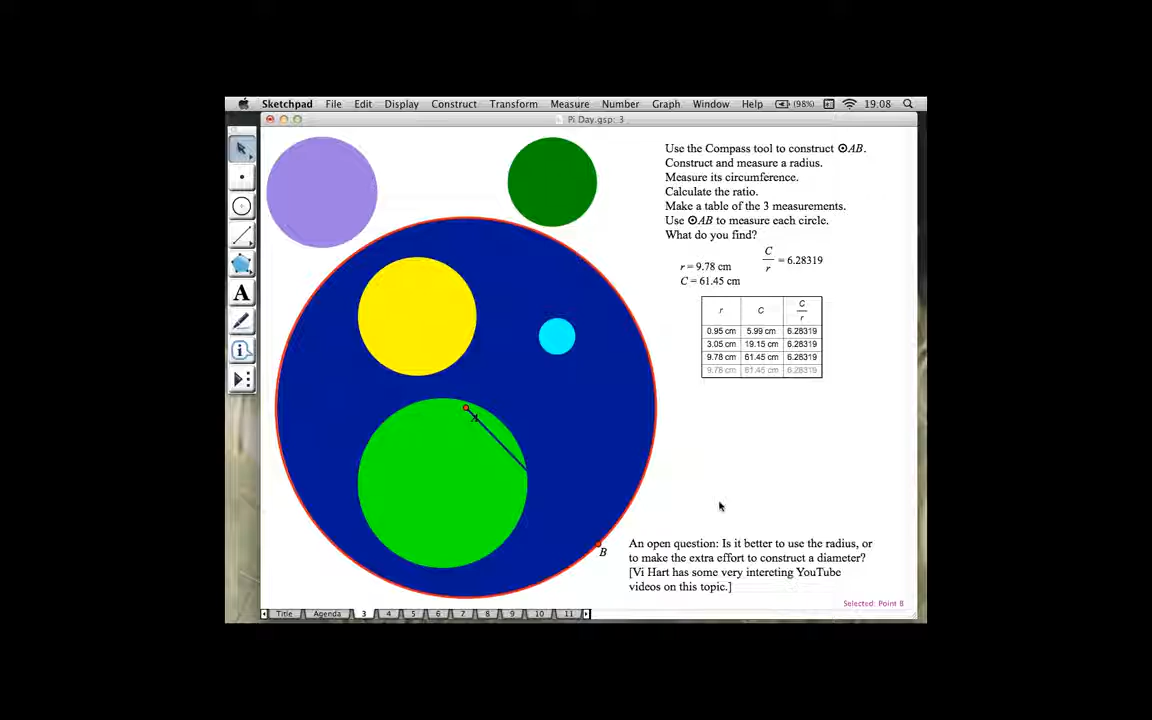 Sketchpad File Edit Display Construct Transform Measure Number Graph Window Help (98%) 19:08
Pi Day.gsp: 3
Use the Compass tool to construct ⊙AB.
Construct and measure a radius.
Measure its circumference.
Calculate the ratio.
Make a table of the 3 measurements.
Use ⊙AB to measure each circle.
What do you find?
r = 9.78 cm
C = 61.45 cm
C/r = 6.28319
r C C/r
0.95 cm 5.99 cm 6.28319
3.05 cm 19.15 cm 6.28319
9.78 cm 61.45 cm 6.28319
9.78 cm 61.45 cm 6.28319
A
A
B
An open question: Is it better to use the radius, or
to make the extra effort to construct a diameter?
[Vi Hart has some very intereting YouTube
videos on this topic.]
Selected: Point B
Title Agenda 3 4 5 6 7 8 9 10 11